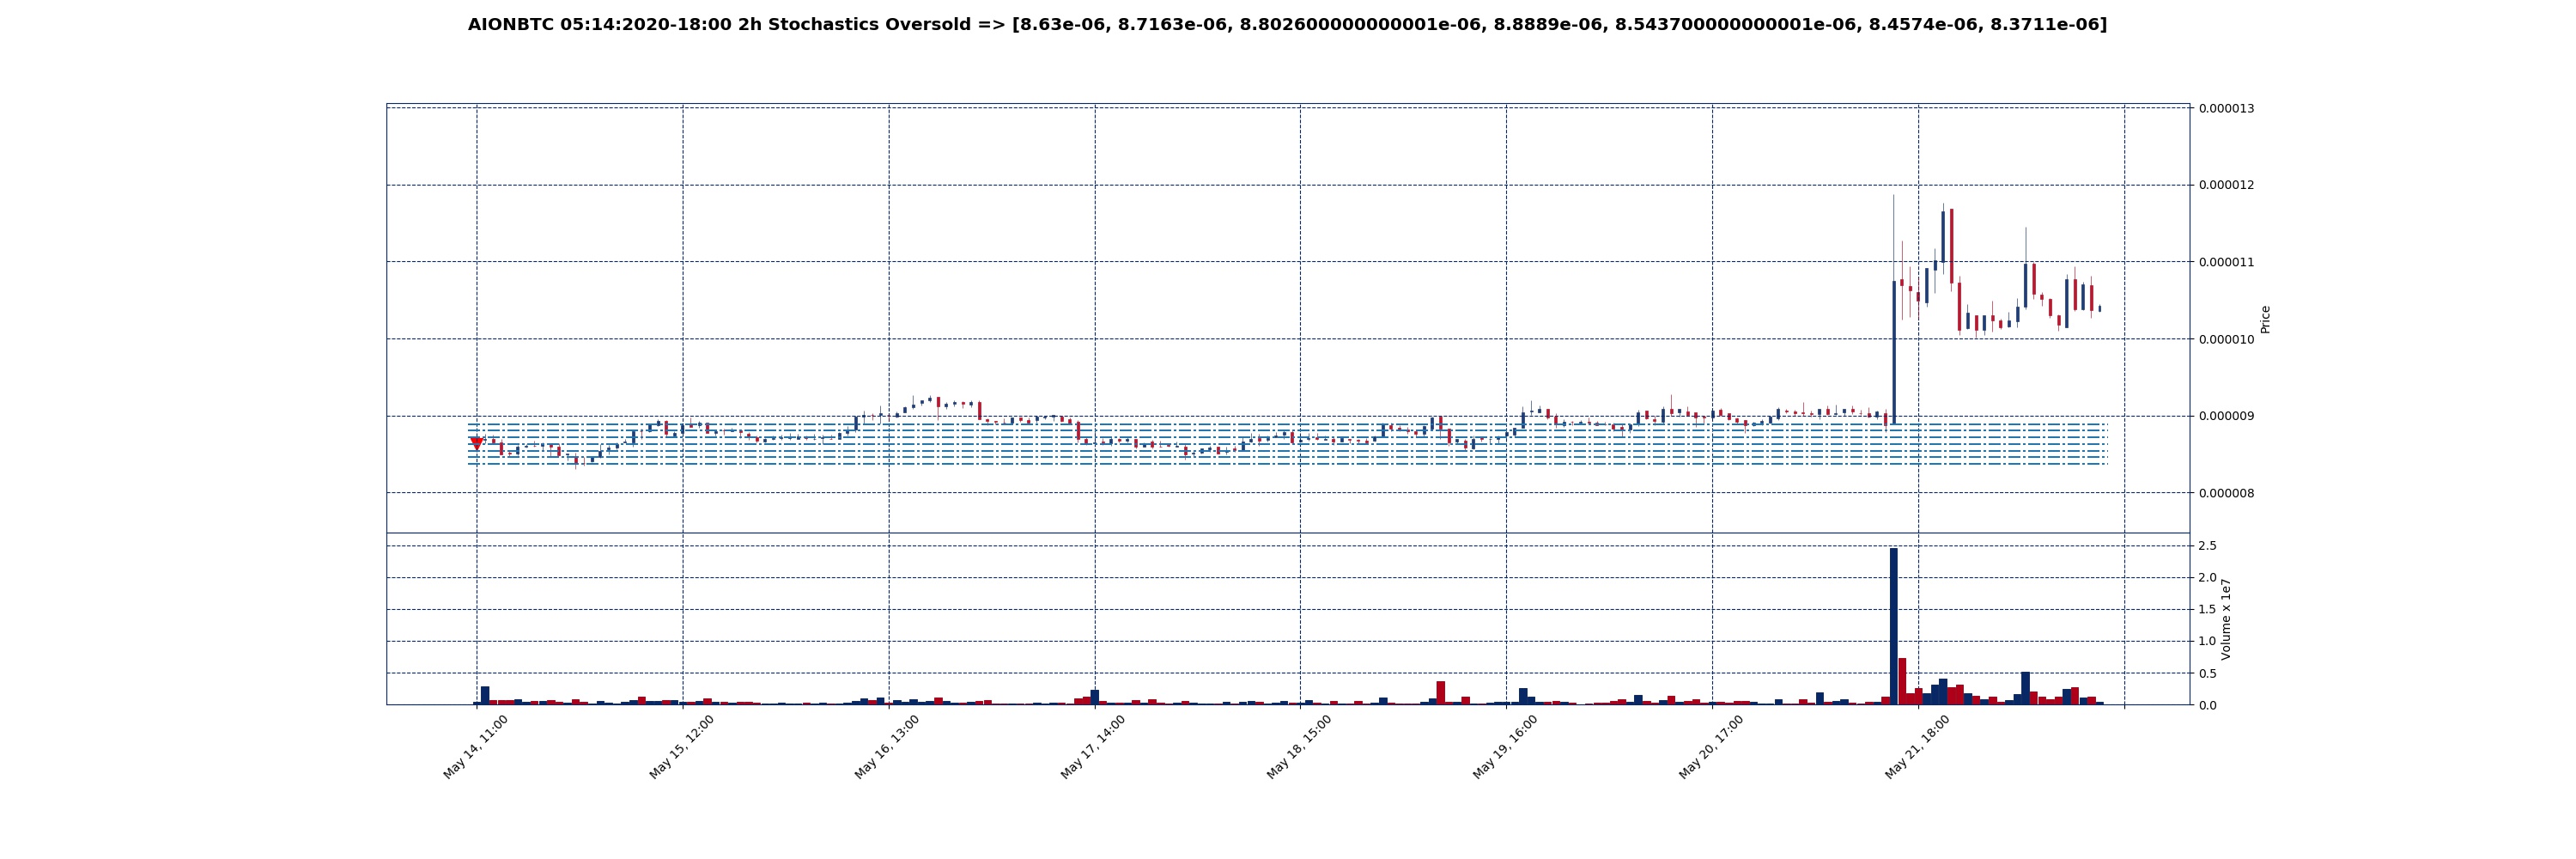 AIONBTC 05:14:2020-18:00 2h Stochastics Oversold => [8.63e-06, 8.7163e-06, 8.802600000000001e-06, 8.8889e-06, 8.543700000000001e-06, 8.4574e-06, 8.3711e-06]
0.000013
0.000012
0.000011
0.000010
0.000009
0.000008
Price
2.5
2.0
1.5
1.0
0.5
0.0
Volume x 1e7
May 14, 11:00
May 15, 12:00
May 16, 13:00
May 17, 14:00
May 18, 15:00
May 19, 16:00
May 20, 17:00
May 21, 18:00